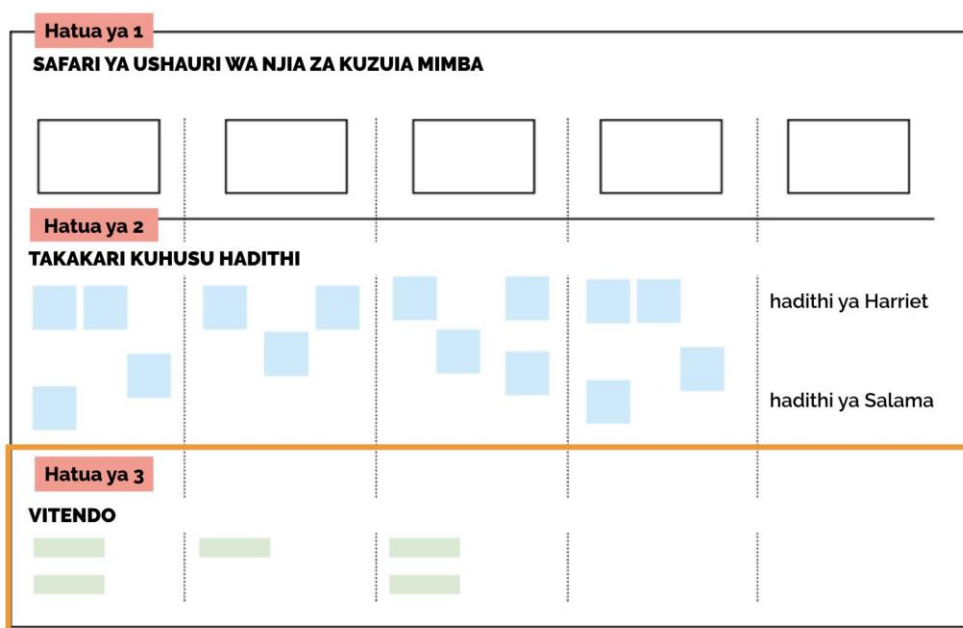 Hatua ya 1
SAFARI YA USHAURI WA NJIA ZA KUZUIA MIMBA
Hatua ya 2
TAKAKARI KUHUSU HADITHI
hadithi ya Harriet
hadithi ya Salama
Hatua ya 3
VITENDO